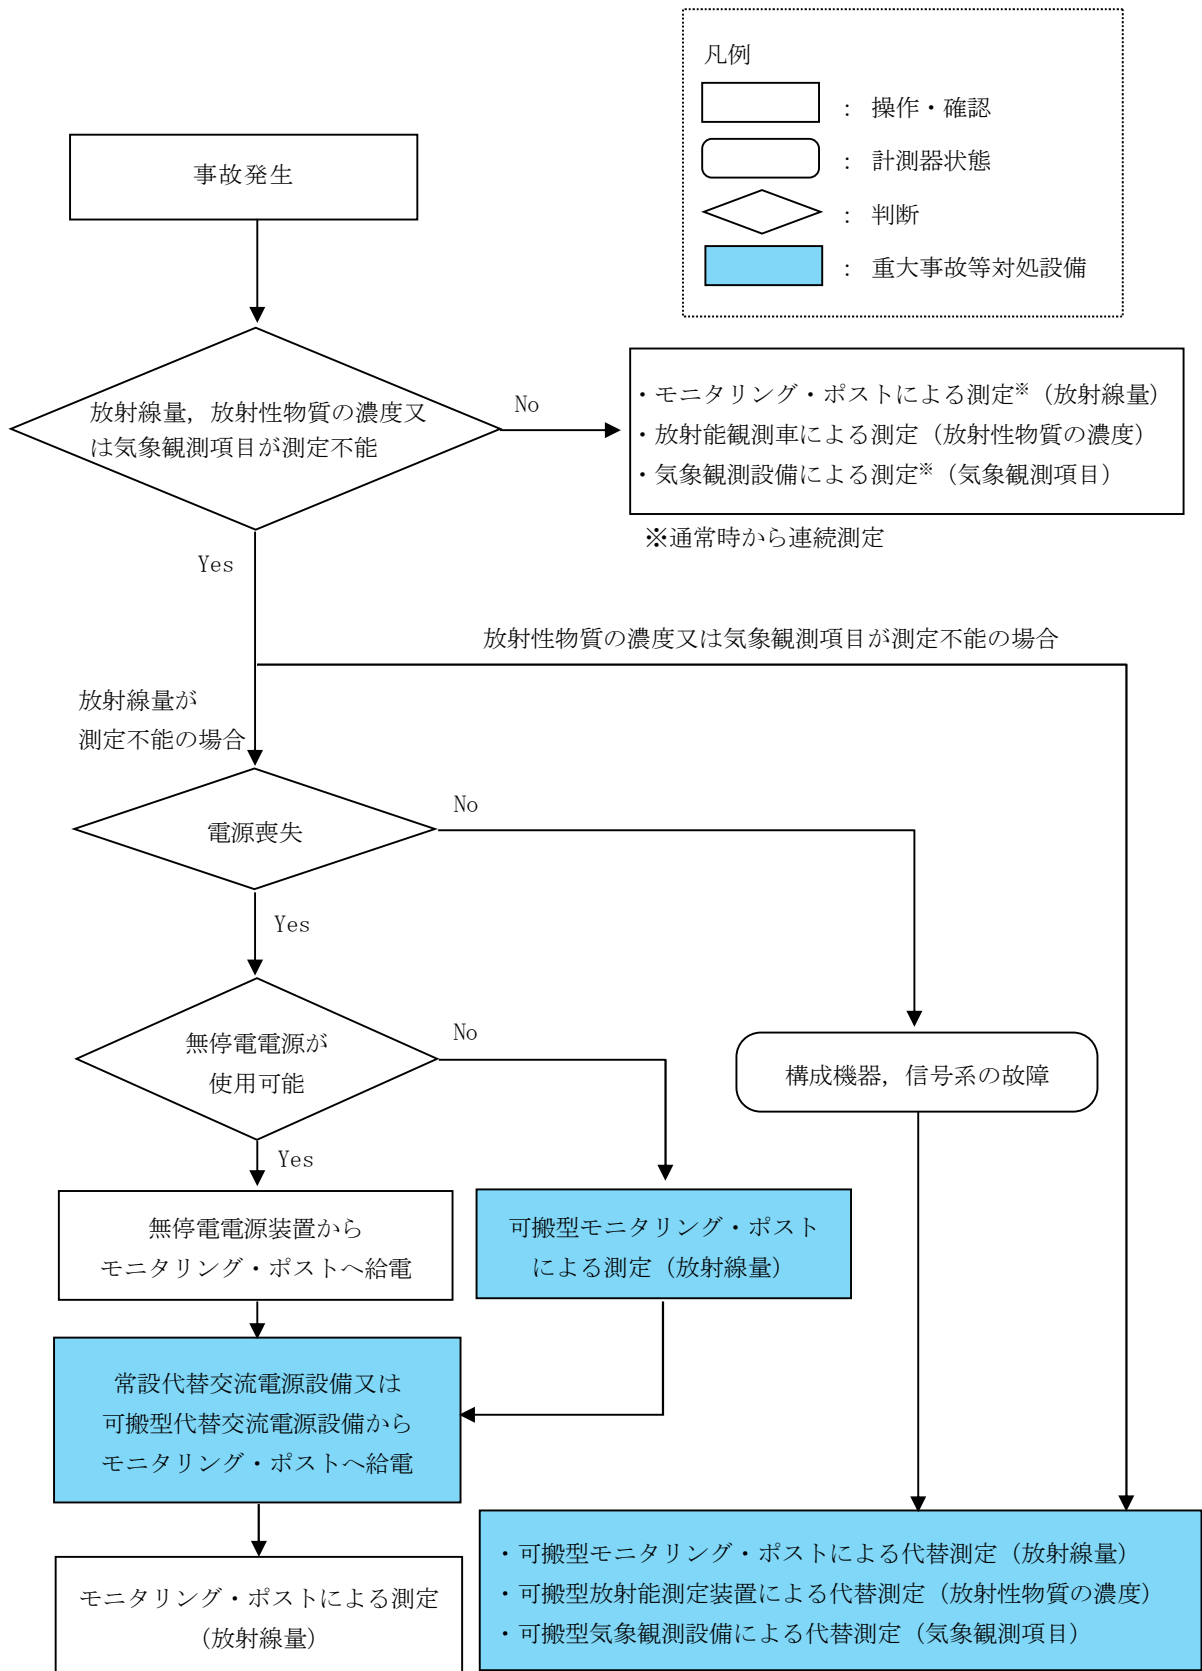 凡例
： 操作・確認
： 計測器状態
： 判断
： 重大事故等対処設備
事故発生
放射線量，放射性物質の濃度又
は気象観測項目が測定不能
No
・モニタリング・ポストによる測定※（放射線量）
・放射能観測車による測定（放射性物質の濃度）
・気象観測設備による測定※（気象観測項目）
※通常時から連続測定
Yes
放射性物質の濃度又は気象観測項目が測定不能の場合
放射線量が
測定不能の場合
電源喪失
No
Yes
無停電電源が
使用可能
No
Yes
構成機器，信号系の故障
無停電電源装置から
モニタリング・ポストへ給電
可搬型モニタリング・ポスト
による測定（放射線量）
常設代替交流電源設備又は
可搬型代替交流電源設備から
モニタリング・ポストへ給電
モニタリング・ポストによる測定
（放射線量）
・可搬型モニタリング・ポストによる代替測定（放射線量）
・可搬型放射能測定装置による代替測定（放射性物質の濃度）
・可搬型気象観測設備による代替測定（気象観測項目）